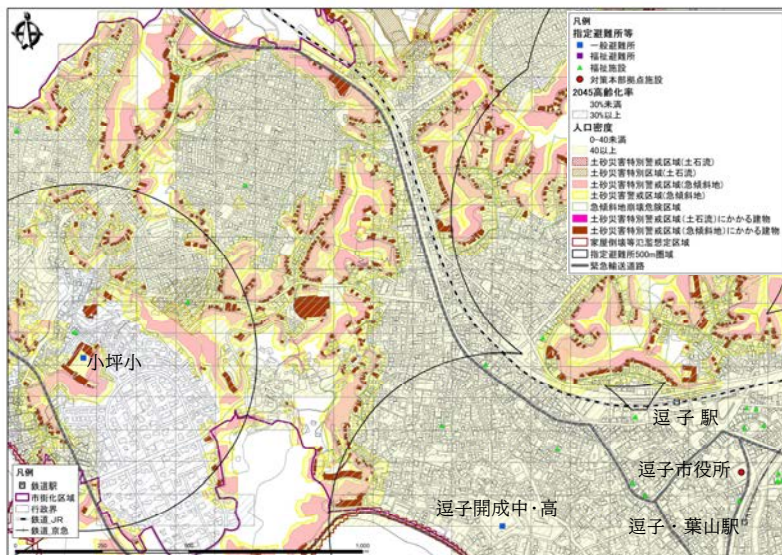 凡例
指定避難所等
一般避難所
福祉避難所
福祉施設
対策本部拠点施設
2045高齢化率
30%未満
30%以上
人口密度
0-40未満
40以上
土砂災害特別警戒区域(土石流)
土砂災害特別区域(土石流)
土砂災害特別警戒区域(急傾斜地)
土砂災害警戒区域(急傾斜地)
急傾斜地崩壊危険区域
土砂災害特別警戒区域(土石流)にかかる建物
土砂災害特別警戒区域(急傾斜地)にかかる建物
家屋倒壊等氾濫想定区域
指定避難所500m圏域
緊急輸送道路
小坪小
逗子駅
逗子市役所
逗子開成中・高
逗子・葉山駅
凡例
鉄道駅
市街化区域
行政界
鉄道_JR
鉄道_京急
1,000